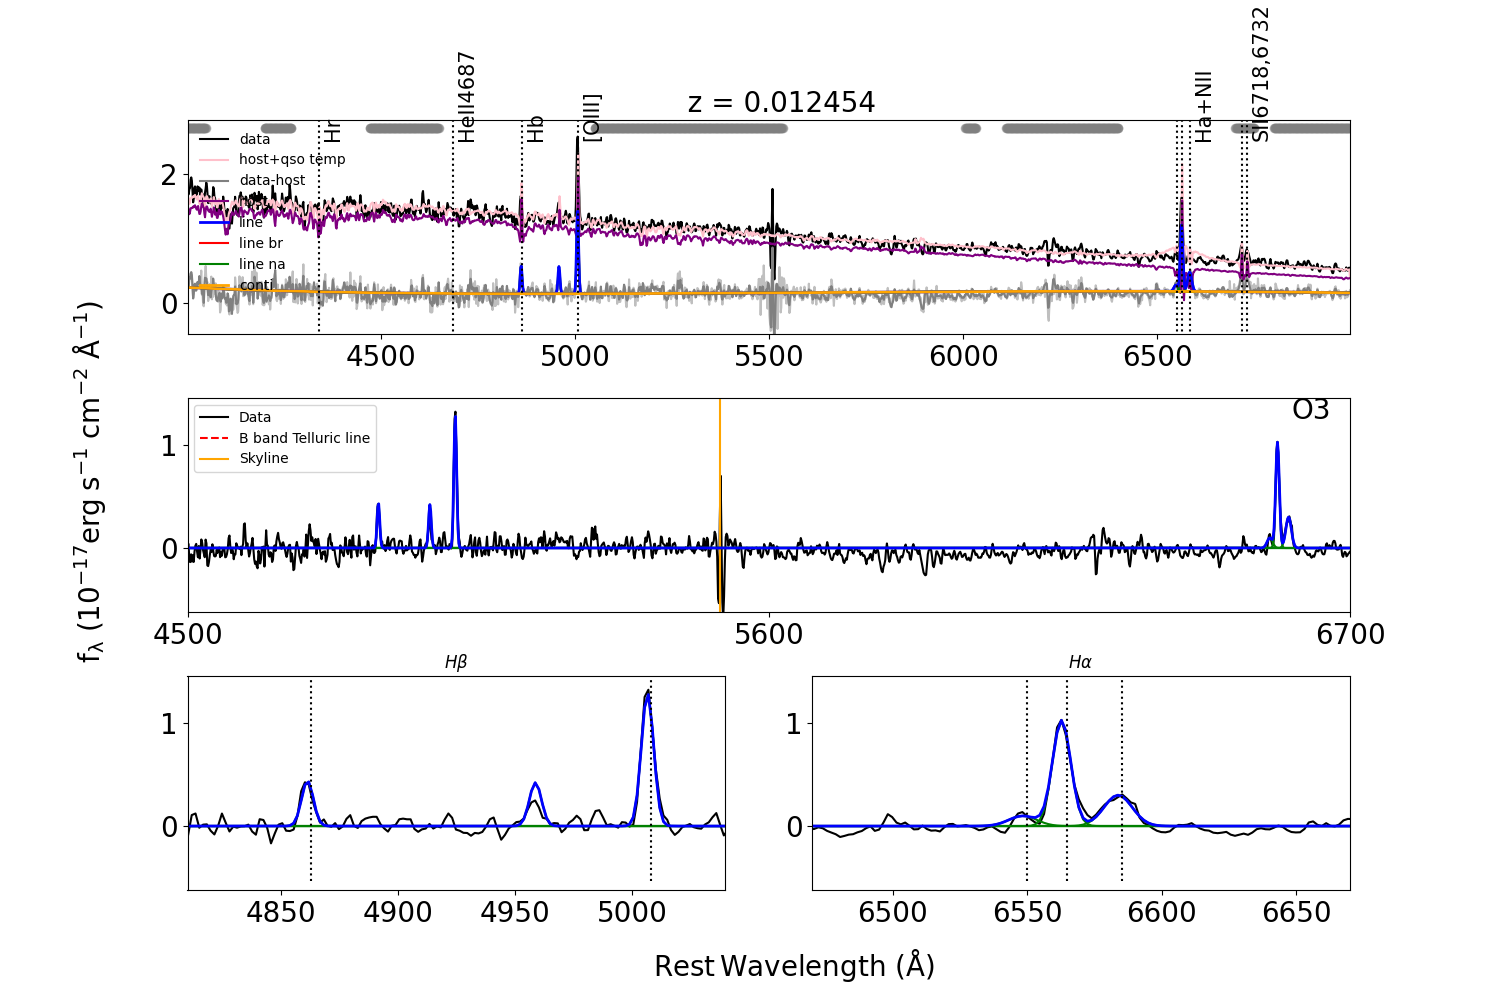 z = 0.012454
Hr
HeII4687
Hb
[OIII]
Ha+NII
SII6718,6732
data
host+qso temp
data-host
line
line br
line na
conti
2
0
4500 5000 5500 6000 6500
fλ (10⁻¹⁷erg s⁻¹ cm⁻² Å⁻¹)
O3
Data
B band Telluric line
Skyline
1
0
4500 5600 6700
Hβ
1
0
4850 4900 4950 5000
Hα
1
0
6500 6550 6600 6650
Rest Wavelength (Å)